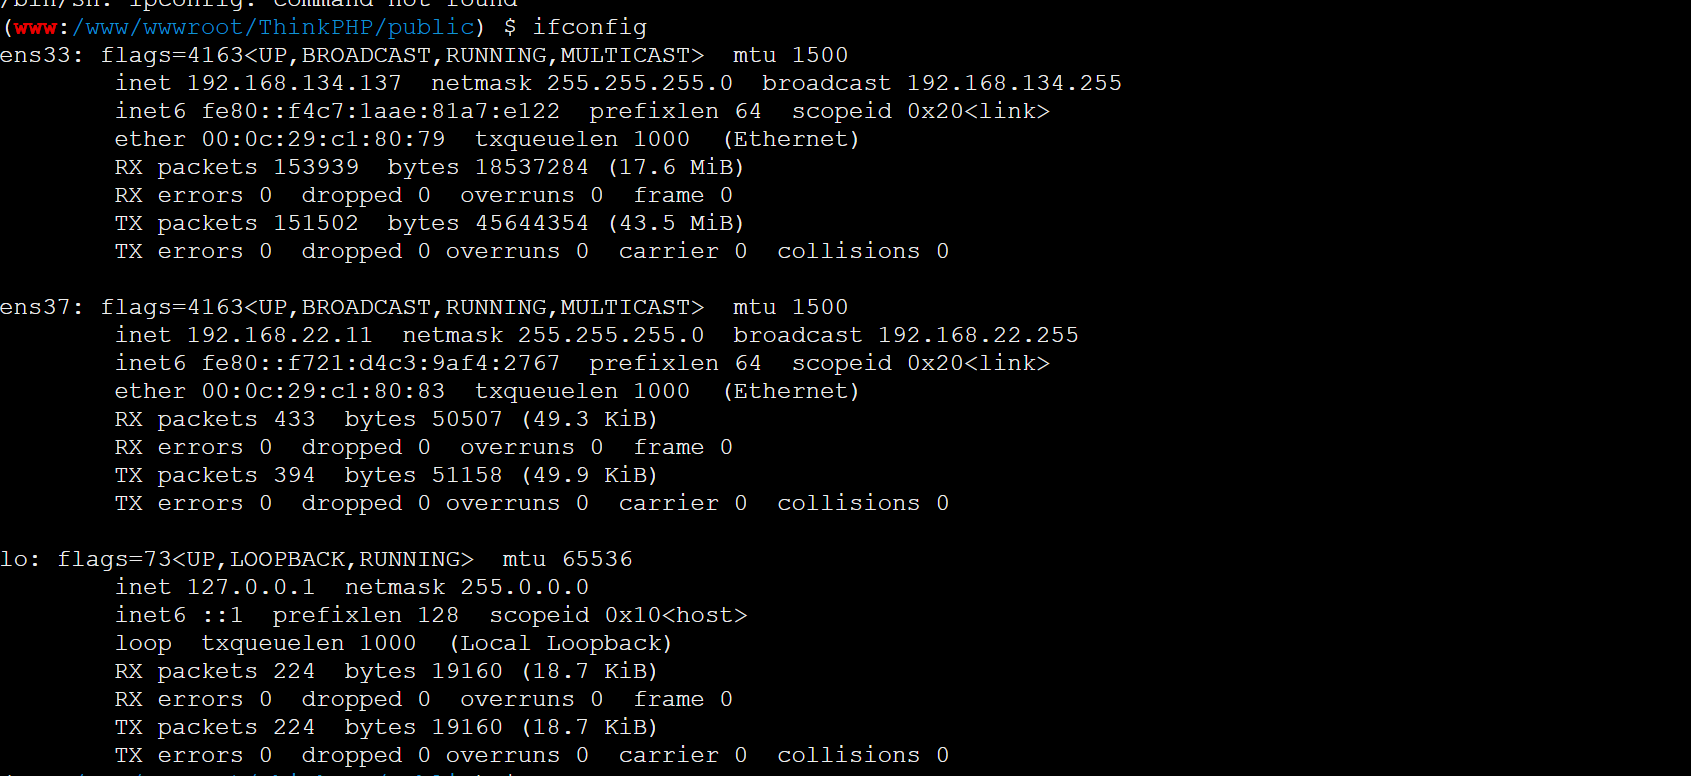 /bin/sh: ipconfig: command not found
(www:/www/wwwroot/ThinkPHP/public) $ ifconfig
ens33: flags=4163<UP,BROADCAST,RUNNING,MULTICAST>  mtu 1500
        inet 192.168.134.137  netmask 255.255.255.0  broadcast 192.168.134.255
        inet6 fe80::f4c7:1aae:81a7:e122  prefixlen 64  scopeid 0x20<link>
        ether 00:0c:29:c1:80:79  txqueuelen 1000  (Ethernet)
        RX packets 153939  bytes 18537284 (17.6 MiB)
        RX errors 0  dropped 0  overruns 0  frame 0
        TX packets 151502  bytes 45644354 (43.5 MiB)
        TX errors 0  dropped 0 overruns 0  carrier 0  collisions 0
ens37: flags=4163<UP,BROADCAST,RUNNING,MULTICAST>  mtu 1500
        inet 192.168.22.11  netmask 255.255.255.0  broadcast 192.168.22.255
        inet6 fe80::f721:d4c3:9af4:2767  prefixlen 64  scopeid 0x20<link>
        ether 00:0c:29:c1:80:83  txqueuelen 1000  (Ethernet)
        RX packets 433  bytes 50507 (49.3 KiB)
        RX errors 0  dropped 0  overruns 0  frame 0
        TX packets 394  bytes 51158 (49.9 KiB)
        TX errors 0  dropped 0 overruns 0  carrier 0  collisions 0
lo: flags=73<UP,LOOPBACK,RUNNING>  mtu 65536
        inet 127.0.0.1  netmask 255.0.0.0
        inet6 ::1  prefixlen 128  scopeid 0x10<host>
        loop  txqueuelen 1000  (Local Loopback)
        RX packets 224  bytes 19160 (18.7 KiB)
        RX errors 0  dropped 0  overruns 0  frame 0
        TX packets 224  bytes 19160 (18.7 KiB)
        TX errors 0  dropped 0 overruns 0  carrier 0  collisions 0